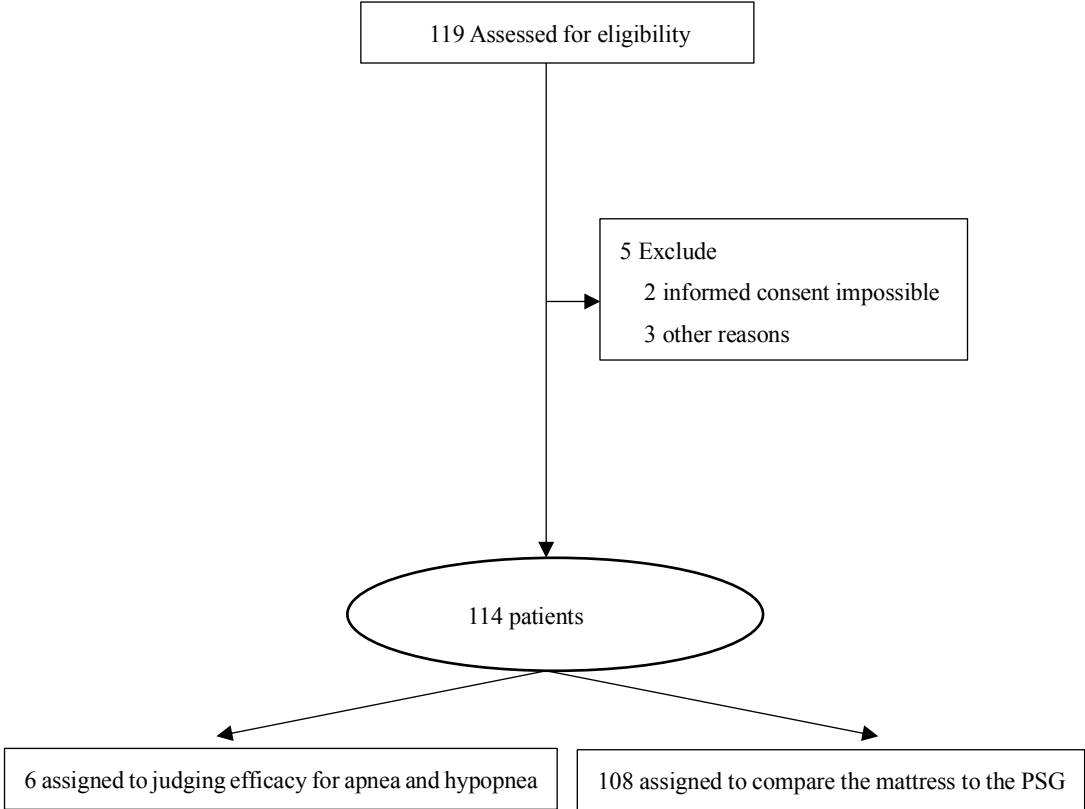 119 Assessed for eligibility
5 Exclude
2 informed consent impossible
3 other reasons
114 patients
6 assigned to judging efficacy for apnea and hypopnea
108 assigned to compare the mattress to the PSG